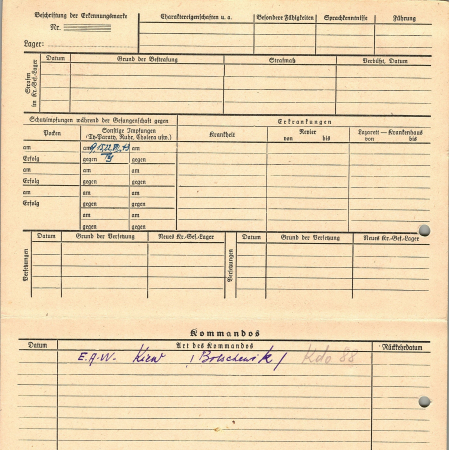 Beschriftung der Erkennungsmarke
Nr.
Lager:
Charaktereigenschaften u. a.
Besondere Fähigkeiten
Sprachkenntnisse
Führung
Strafen im Kr.-Gef.-Lager
Datum
Grund der Bestrafung
Strafmaß
Verbüßt, Datum
Schutzimpfungen während der Gefangenschaft gegen
Erkrankungen
Pocken
Sonstige Impfungen
(Ty-Paraty, Ruhr, Cholera usw.)
Krankheit
Revier
von bis
Lazarett — Krankenhaus
von bis
am am am
Erfolg gegen gegen
am am am
Erfolg gegen gegen
am am am
Erfolg gegen gegen
am am
gegen gegen
Versetzungen
Datum
Grund der Versetzung
Neues Kr.-Gef.-Lager
Versetzungen
Datum
Grund der Versetzung
Neues Kr.-Gef.-Lager
Kommandos
Datum
Art des Kommandos
Rückkehrdatum
E.A.W. Kiew (Bolschewik) Kdo 88